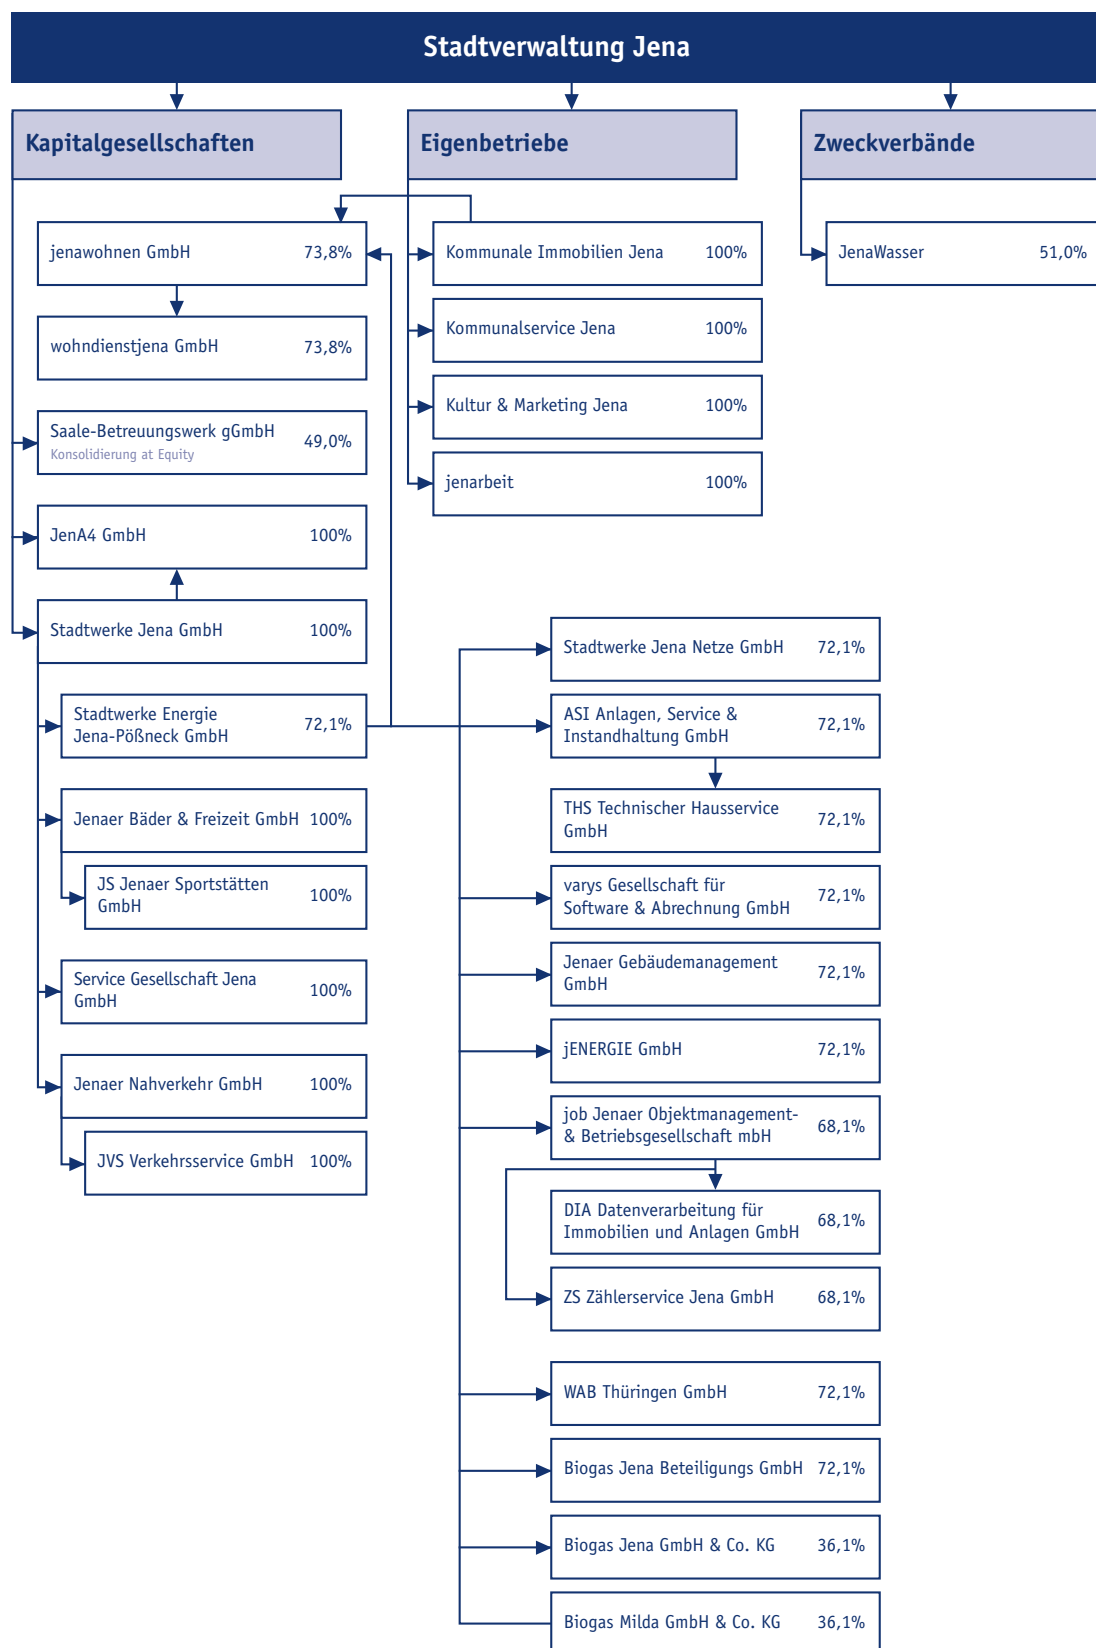 Stadtverwaltung Jena
Kapitalgesellschaften
jenawohnen GmbH 73,8%
wohndienstjena GmbH 73,8%
Saale-Betreuungswerk gGmbH 49,0%
Konsolidierung at Equity
JenA4 GmbH 100%
Stadtwerke Jena GmbH 100%
Stadtwerke Energie
Jena-Pößneck GmbH 72,1%
Jenaer Bäder & Freizeit GmbH 100%
JS Jenaer Sportstätten
GmbH 100%
Service Gesellschaft Jena
GmbH 100%
Jenaer Nahverkehr GmbH 100%
JVS Verkehrsservice GmbH 100%
Eigenbetriebe
Kommunale Immobilien Jena 100%
Kommunalservice Jena 100%
Kultur & Marketing Jena 100%
jenarbeit 100%
Zweckverbände
JenaWasser 51,0%
Stadtwerke Jena Netze GmbH 72,1%
ASI Anlagen, Service &
Instandhaltung GmbH 72,1%
THS Technischer Hausservice
GmbH 72,1%
varys Gesellschaft für
Software & Abrechnung GmbH 72,1%
Jenaer Gebäudemanagement
GmbH 72,1%
jENERGIE GmbH 72,1%
job Jenaer Objektmanagement-
& Betriebsgesellschaft mbH 68,1%
DIA Datenverarbeitung für
Immobilien und Anlagen GmbH 68,1%
ZS Zählerservice Jena GmbH 68,1%
WAB Thüringen GmbH 72,1%
Biogas Jena Beteiligungs GmbH 72,1%
Biogas Jena GmbH & Co. KG 36,1%
Biogas Milda GmbH & Co. KG 36,1%